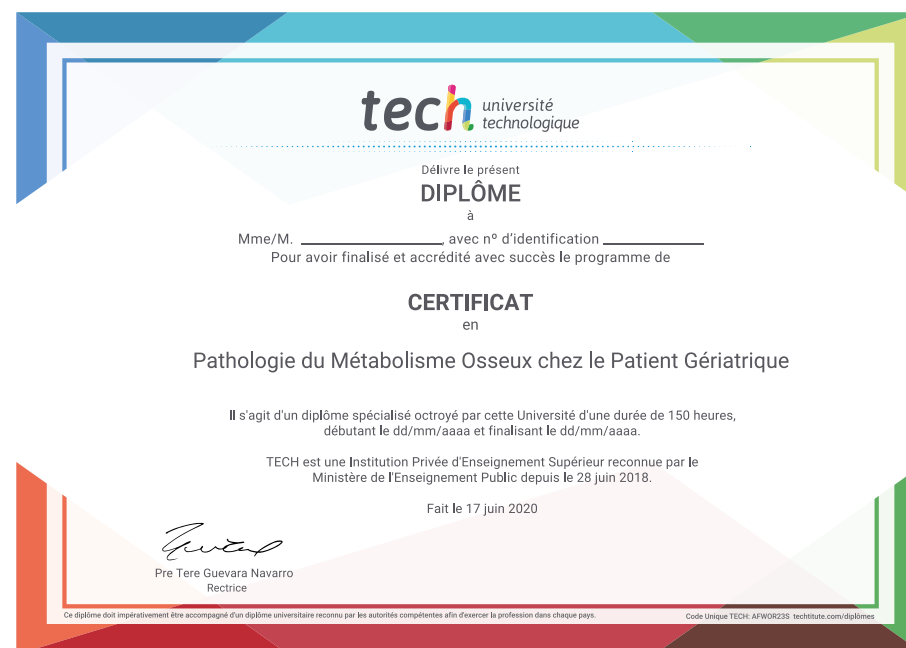 tech université
technologique
Délivre le présent
DIPLÔME
à
Mme/M. ____________________, avec nº d'identification ______________
Pour avoir finalisé et accrédité avec succès le programme de
CERTIFICAT
en
Pathologie du Métabolisme Osseux chez le Patient Gériatrique
Il s'agit d'un diplôme spécialisé octroyé par cette Université d'une durée de 150 heures,
débutant le dd/mm/aaaa et finalisant le dd/mm/aaaa.
TECH est une Institution Privée d'Enseignement Supérieur reconnue par le
Ministère de l'Enseignement Public depuis le 28 juin 2018.
Fait le 17 juin 2020
Pre Tere Guevara Navarro
Rectrice
Ce diplôme doit impérativement être accompagné d'un diplôme universitaire reconnu par les autorités compétentes afin d'exercer la profession dans chaque pays.
Code Unique TECH: AFWOR23S techtitute.com/diplômes